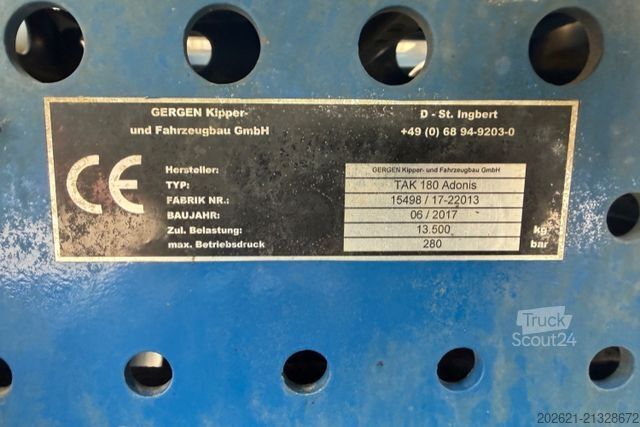 GERGEN Kipper- D - St. Ingbert
und Fahrzeugbau GmbH +49 (0) 68 94-9203-0
CE
Hersteller: GERGEN Kipper- und Fahrzeugbau GmbH
TYP: TAK 180 Adonis
FABRIK NR.: 15498 / 17-22013
BAUJAHR: 06 / 2017
Zul. Belastung: 13.500 kg
max. Betriebsdruck 280 bar
Truck
Scout24
202621-21328672